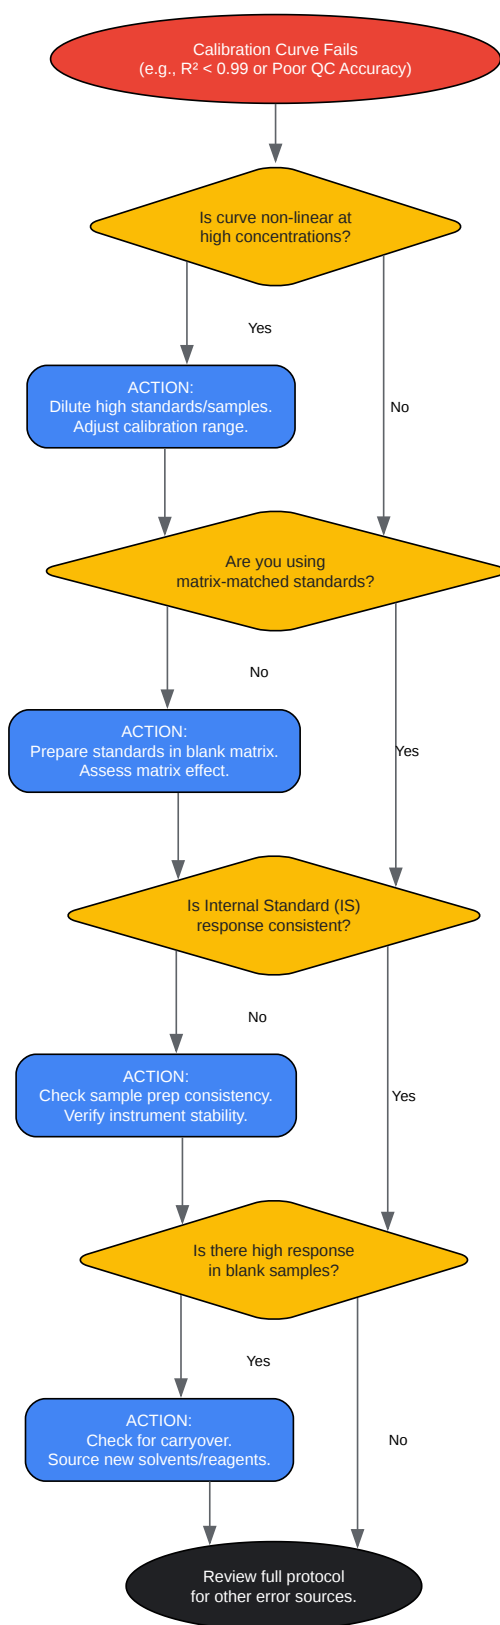 Calibration Curve Fails
(e.g., R² < 0.99 or Poor QC Accuracy)
Is curve non-linear at
high concentrations?
Yes
No
ACTION:
Dilute high standards/samples.
Adjust calibration range.
Are you using
matrix-matched standards?
No
Yes
ACTION:
Prepare standards in blank matrix.
Assess matrix effect.
Is Internal Standard (IS)
response consistent?
No
Yes
ACTION:
Check sample prep consistency.
Verify instrument stability.
Is there high response
in blank samples?
Yes
No
ACTION:
Check for carryover.
Source new solvents/reagents.
Review full protocol
for other error sources.